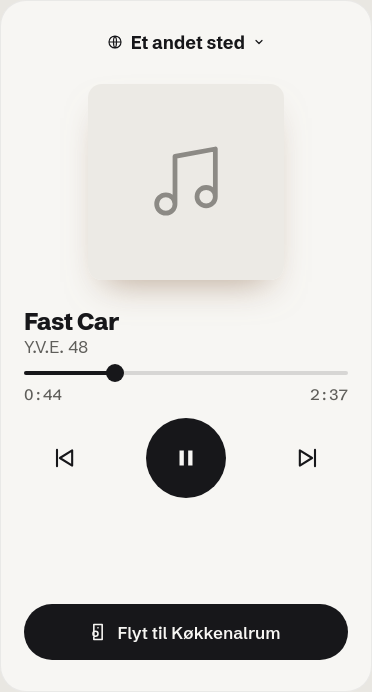 Et andet sted
Fast Car
Y.V.E. 48
0:44
2:37
Flyt til Køkkenalrum